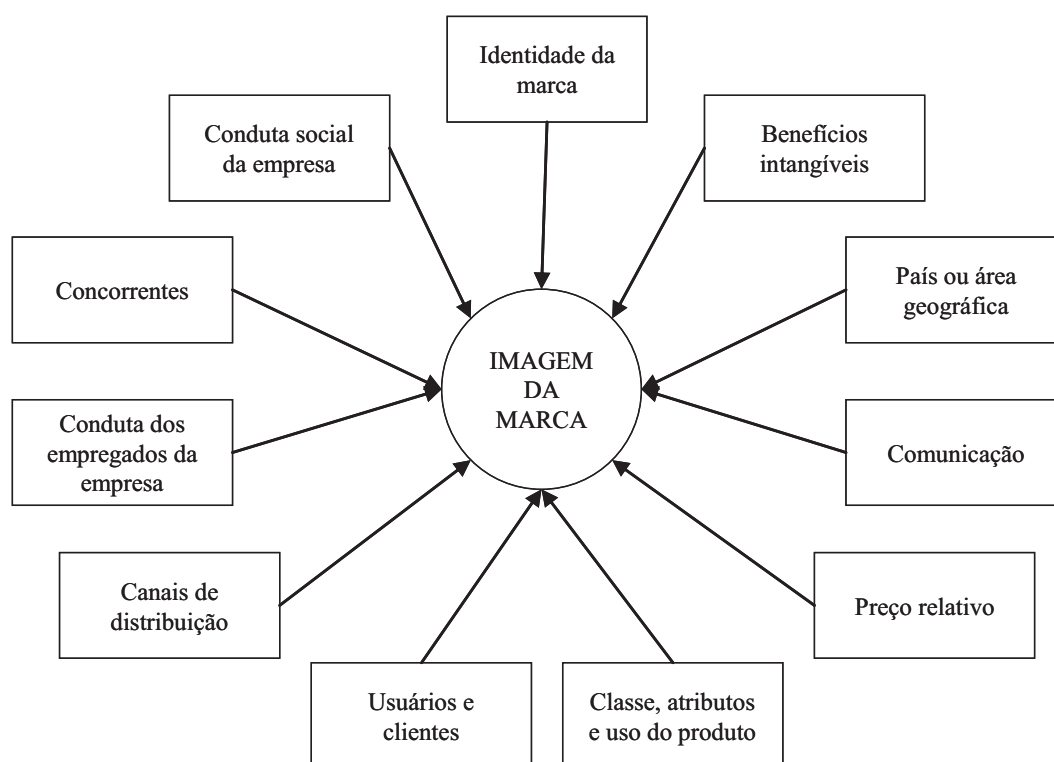 Identidade da
marca
Conduta social
da empresa
Benefícios
intangíveis
Concorrentes
País ou área
geográfica
IMAGEM
DA
MARCA
Conduta dos
empregados da
empresa
Comunicação
Canais de
distribuição
Preço relativo
Usuários e
clientes
Classe, atributos
e uso do produto